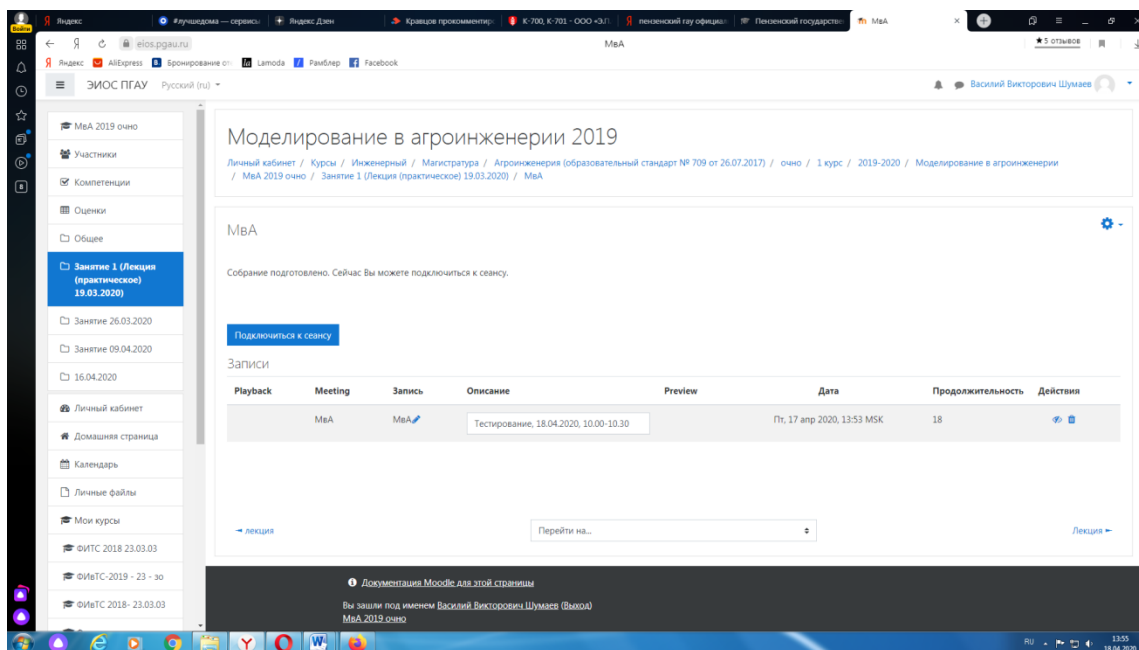 Войти
Яндекс
#лучшедома — сервисы
Яндекс Дзен
Кравцов прокомментир
К-700, К-701 - ООО «Э.Л.
пензенский гау официал
Пензенский государстве
МвА
eios.pgau.ru
МвА
★5 отзывов
Яндекс
AliExpress
Бронирование от
Lamoda
Рамблер
Facebook
ЭИОС ПГАУ Русский (ru)
Василий Викторович Шумаев
МвА 2019 очно
Участники
Компетенции
Оценки
Общее
Занятие 1 (Лекция
(практическое)
19.03.2020)
Занятие 26.03.2020
Занятие 09.04.2020
16.04.2020
Личный кабинет
Домашняя страница
Календарь
Личные файлы
Мои курсы
ФИТС 2018 23.03.03
ФИвТС-2019 - 23 - зо
ФИвТС 2018- 23.03.03
Моделирование в агроинженерии 2019
Личный кабинет / Курсы / Инженерный / Магистратура / Агроинженерия (образовательный стандарт № 709 от 26.07.2017) / очно / 1 курс / 2019-2020 / Моделирование в агроинженерии
/ МвА 2019 очно / Занятие 1 (Лекция (практическое) 19.03.2020) / МвА
МвА
Собрание подготовлено. Сейчас Вы можете подключиться к сеансу.
Подключиться к сеансу
Записи
Playback Meeting Запись Описание Preview Дата Продолжительность Действия
МвА МвА Тестирование, 18.04.2020, 10.00-10.30 Пт, 17 апр 2020, 13:53 MSK 18
лекция
Перейти на...
Лекция
Документация Moodle для этой страницы
Вы зашли под именем Василий Викторович Шумаев (Выход)
МвА 2019 очно
RU
13:55
18.04.2020